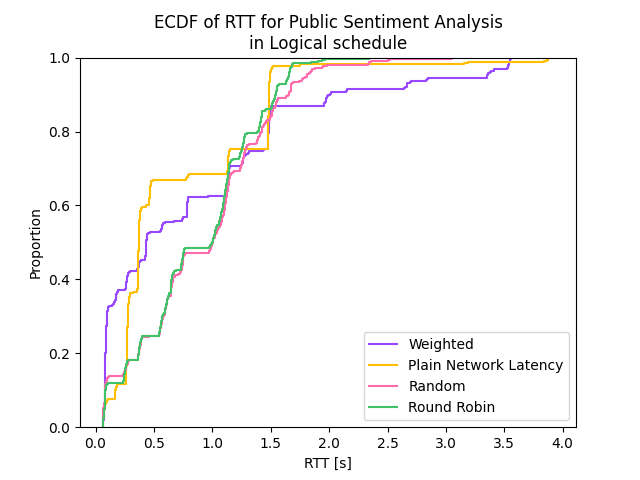 ECDF of RTT for Public Sentiment Analysis
in Logical schedule
Proportion
1.0
0.8
0.6
0.4
0.2
0.0
0.0 0.5 1.0 1.5 2.0 2.5 3.0 3.5 4.0
RTT [s]
Weighted
Plain Network Latency
Random
Round Robin